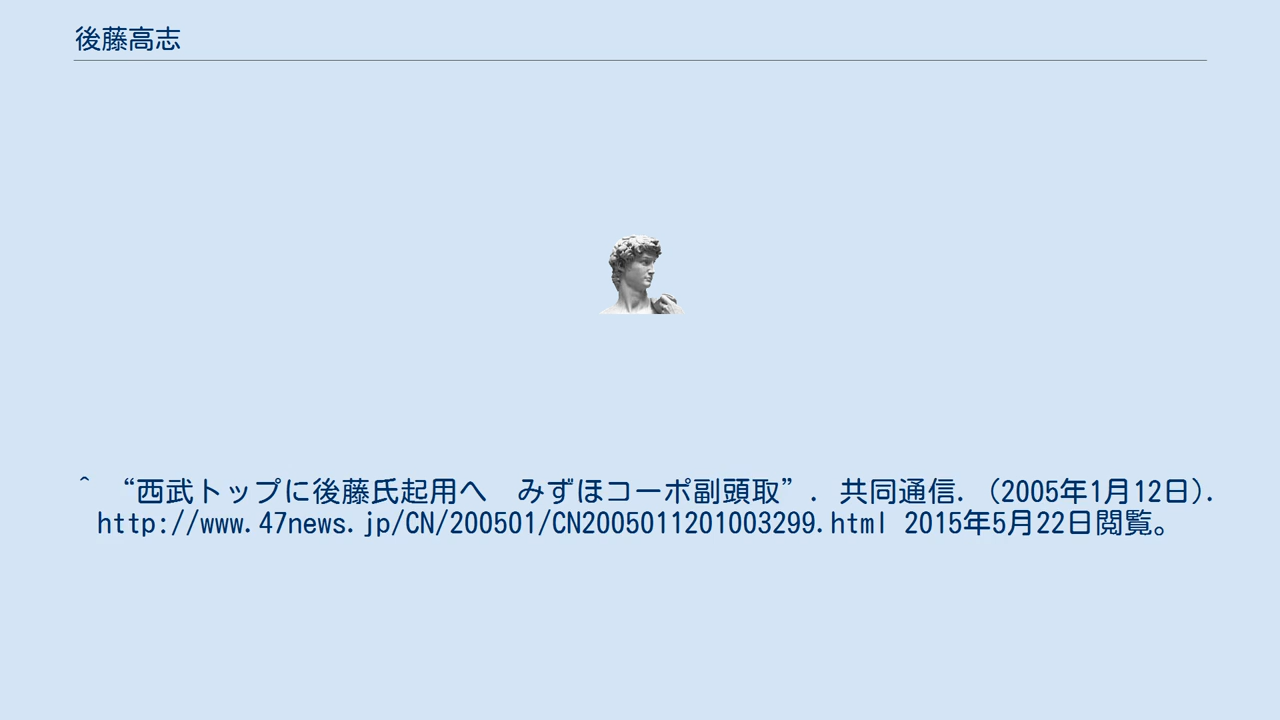 後藤高志
^ “西武トップに後藤氏起用へ　みずほコーポ副頭取”. 共同通信. (2005年1月12日).
http://www.47news.jp/CN/200501/CN2005011201003299.html 2015年5月22日閲覧。